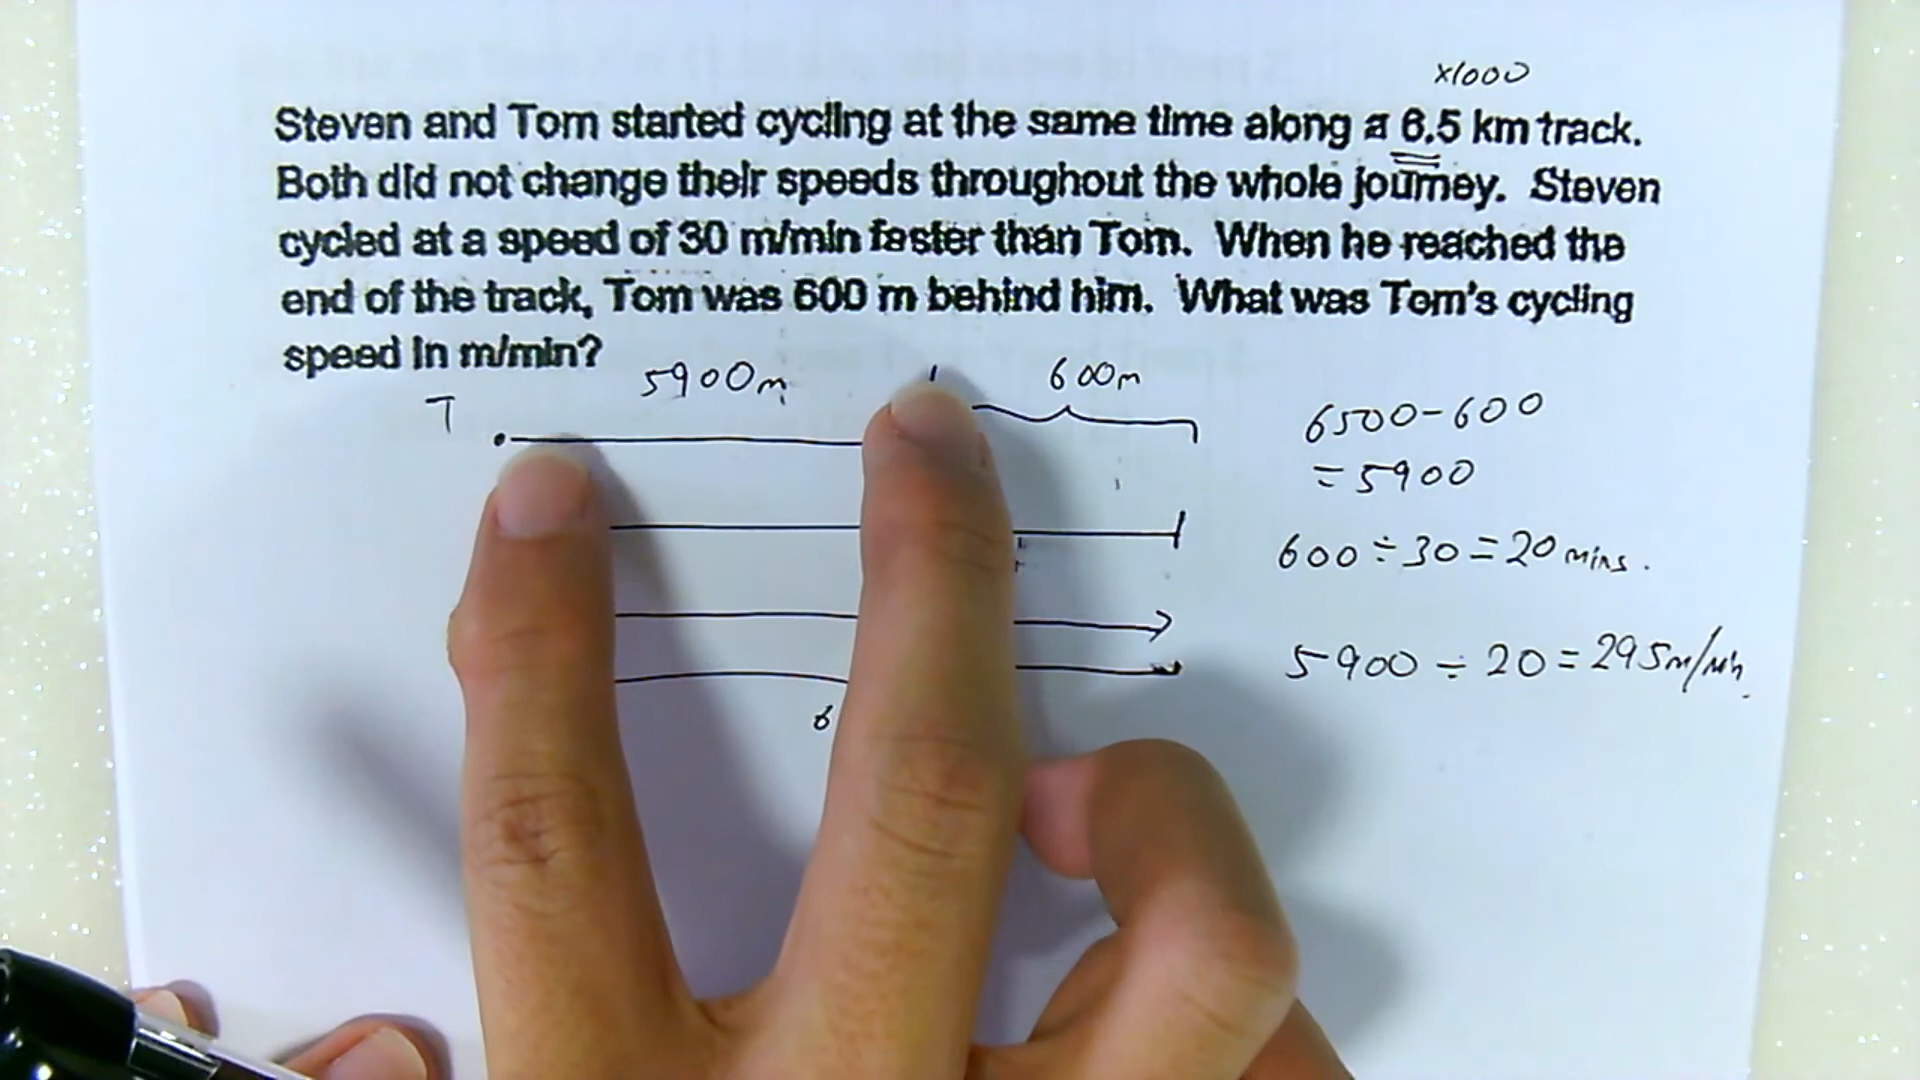 x1000
Steven and Tom started cycling at the same time along a 6.5 km track.
Both did not change their speeds throughout the whole journey. Steven
cycled at a speed of 30 m/min faster than Tom. When he reached the
end of the track, Tom was 600 m behind him. What was Tom's cycling
speed in m/min?
5900m
600m
T
6500-600
=5900
600÷30=20 mins.
5900÷20=295m/min
6